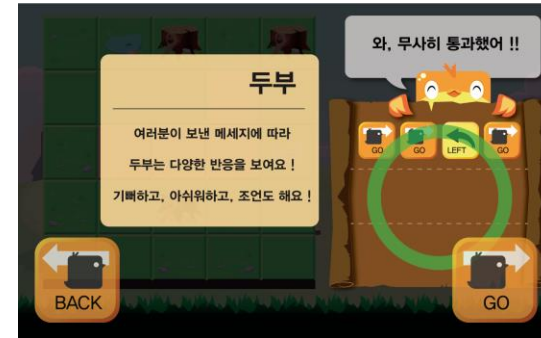 와, 무사히 통과했어 !!
두부
여러분이 보낸 메세지에 따라
두부는 다양한 반응을 보여요 !
기뻐하고, 아쉬워하고, 조언도 해요 !
GO GO LEFT GO
BACK
GO